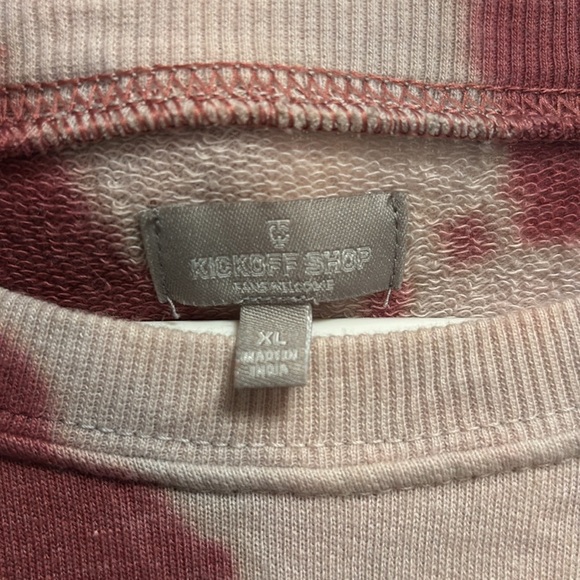 KICKOFF SHOP
FANS WELCOME
XL
MADE IN
INDIA